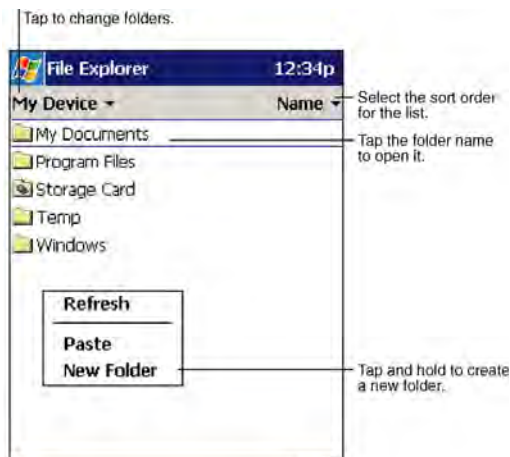 Tap to change folders.
File Explorer 12:34p
My Device Name
Select the sort order
for the list.
My Documents
Tap the folder name
to open it.
Program Files
Storage Card
Temp
Windows
Refresh
Paste
New Folder
Tap and hold to create
a new folder.